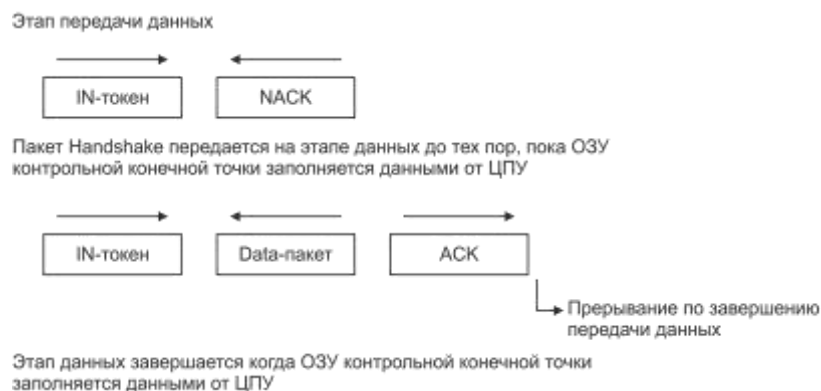 Этап передачи данных
IN-токен NACK
Пакет Handshake передается на этапе данных до тех пор, пока ОЗУ
контрольной конечной точки заполняется данными от ЦПУ
IN-токен Data-пакет ACK
Прерывание по завершению
передачи данных
Этап данных завершается когда ОЗУ контрольной конечной точки
заполняется данными от ЦПУ